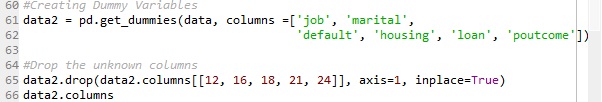 60 #Creating Dummy Variables
61 data2 = pd.get_dummies(data, columns =['job', 'marital',
62 'default', 'housing', 'loan', 'poutcome'])
63
64 #Drop the unknown columns
65 data2.drop(data2.columns[[12, 16, 18, 21, 24]], axis=1, inplace=True)
66 data2.columns